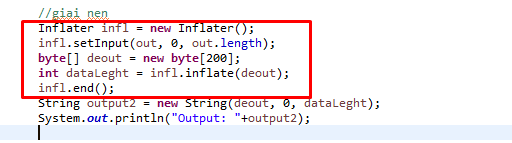 //giai nen
Inflater infl = new Inflater();
infl.setInput(out, 0, out.length);
byte[] deout = new byte[200];
int dataLeght = infl.inflate(deout);
infl.end();
String output2 = new String(deout, 0, dataLeght);
System.out.println("Output: "+output2);